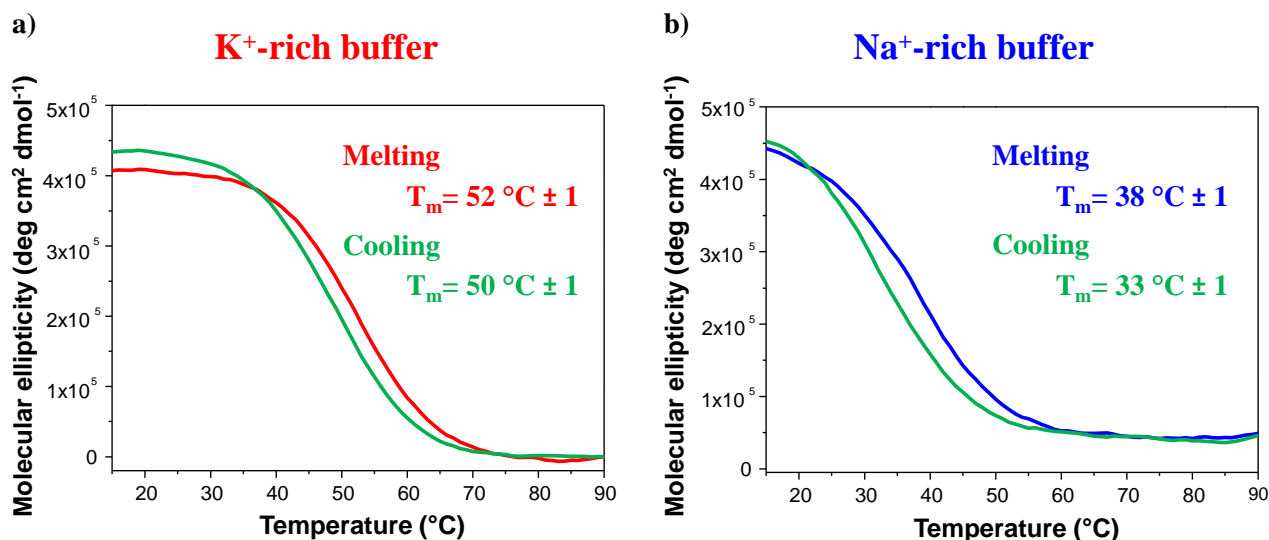 a)
K⁺-rich buffer
Molecular ellipticity (deg cm² dmol⁻¹)
5x10⁵
4x10⁵
3x10⁵
2x10⁵
1x10⁵
0
Melting
Tₘ= 52 °C ± 1
Cooling
Tₘ= 50 °C ± 1
20 30 40 50 60 70 80 90
Temperature (°C)
b)
Na⁺-rich buffer
Molecular ellipticity (deg cm² dmol⁻¹)
5x10⁵
4x10⁵
3x10⁵
2x10⁵
1x10⁵
0
Melting
Tₘ= 38 °C ± 1
Cooling
Tₘ= 33 °C ± 1
20 30 40 50 60 70 80 90
Temperature (°C)